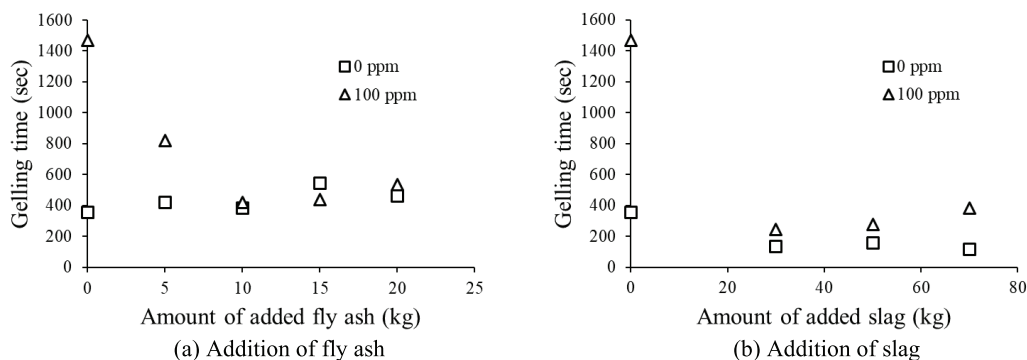 1600
1400
1200
1000
800
600
400
200
0
Gelling time (sec)
0 ppm
100 ppm
0 5 10 15 20 25
Amount of added fly ash (kg)
(a) Addition of fly ash
1600
1400
1200
1000
800
600
400
200
0
Gelling time (sec)
0 ppm
100 ppm
0 20 40 60 80
Amount of added slag (kg)
(b) Addition of slag